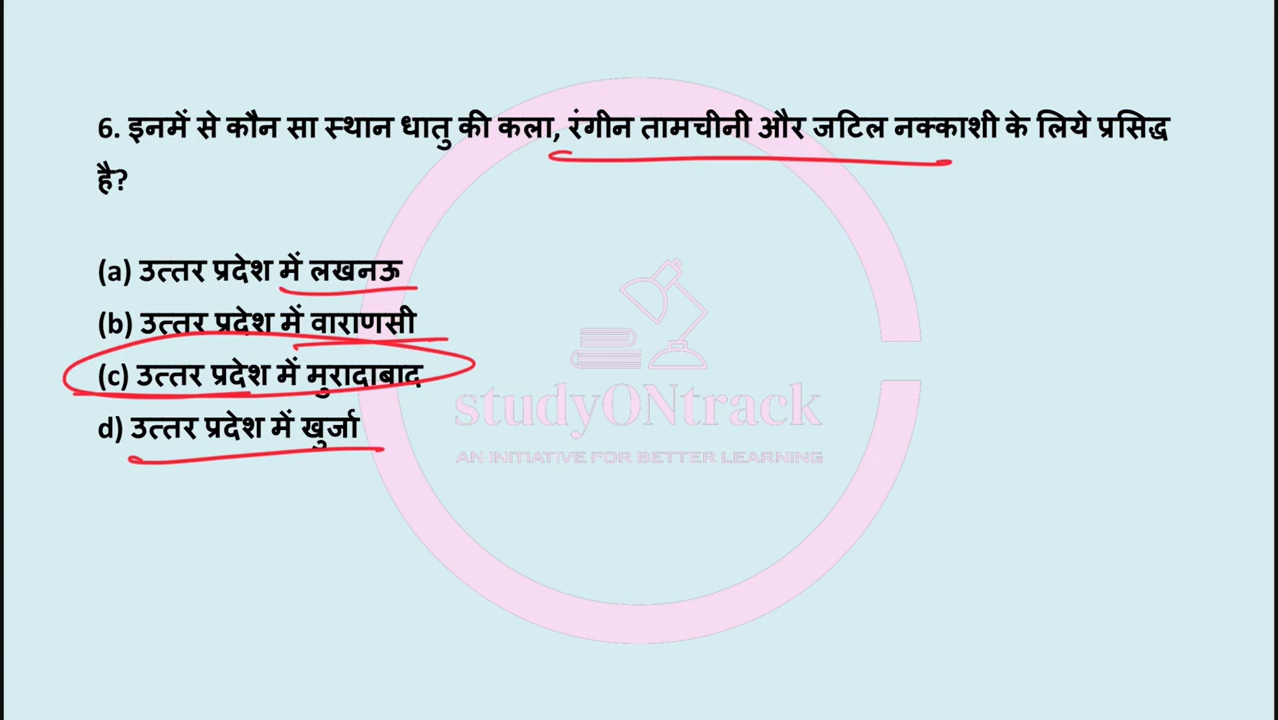 6. इनमें से कौन सा स्थान धातु की कला, रंगीन तामचीनी और जटिल नक्काशी के लिये प्रसिद्ध
है?
(a) उत्तर प्रदेश में लखनऊ
(b) उत्तर प्रदेश में वाराणसी
(c) उत्तर प्रदेश में मुरादाबाद
d) उत्तर प्रदेश में खुर्जा
studyONtrack
AN INITIATIVE FOR BETTER LEARNING